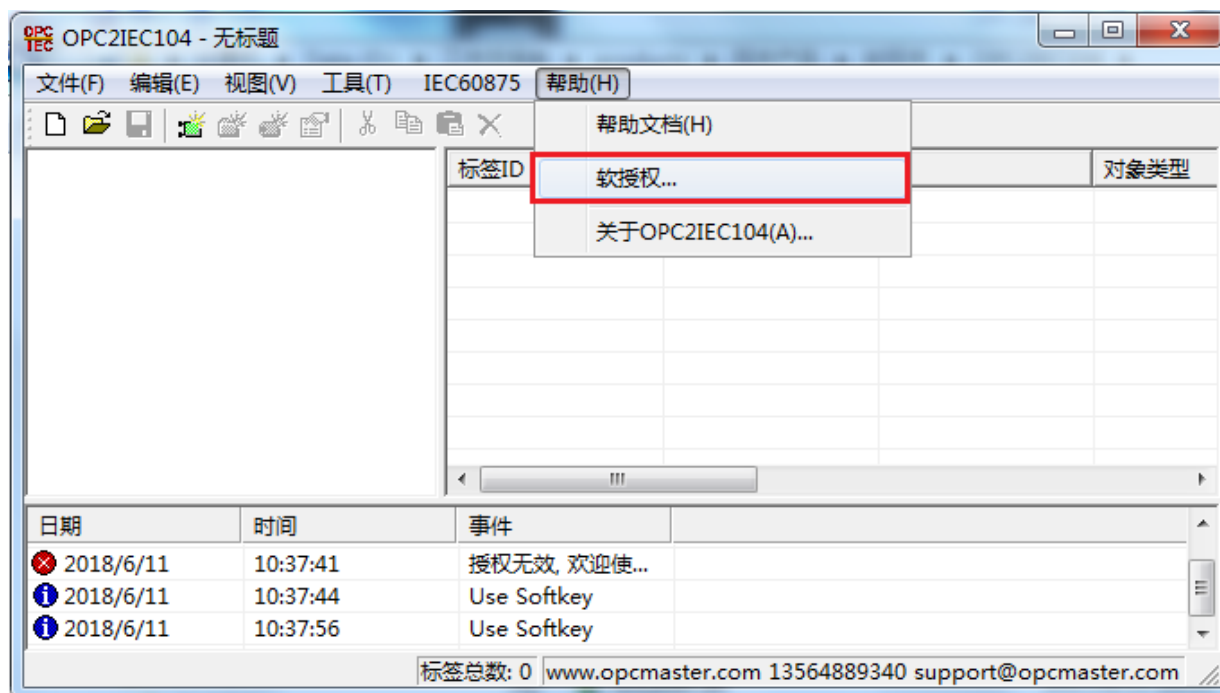 OPC TEC OPC2IEC104 - 无标题
文件(F) 编辑(E) 视图(V) 工具(T) IEC60875 帮助(H)
帮助文档(H)
标签ID 对象类型
软授权...
关于OPC2IEC104(A)...
日期 时间 事件
2018/6/11 10:37:41 授权无效, 欢迎使...
2018/6/11 10:37:44 Use Softkey
2018/6/11 10:37:56 Use Softkey
标签总数: 0 www.opcmaster.com 13564889340 support@opcmaster.com